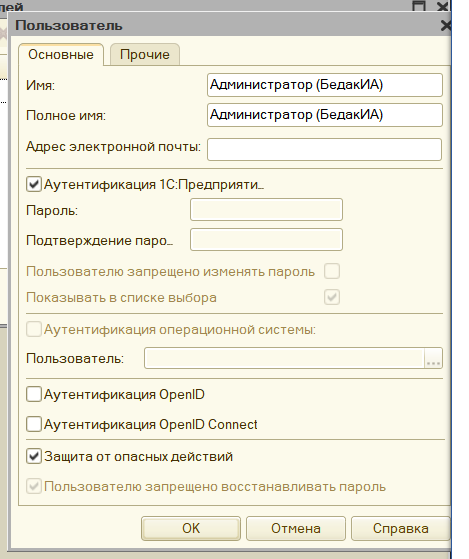 лей
Пользователь
Основные Прочие
Имя: Администратор (БедакИА)
Полное имя: Администратор (БедакИА)
Адрес электронной почты:
Аутентификация 1С:Предприяти...
Пароль:
Подтверждение паро...
Пользователю запрещено изменять пароль
Показывать в списке выбора
Аутентификация операционной системы:
Пользователь: ...
Аутентификация OpenID
Аутентификация OpenID Connect
Защита от опасных действий
Пользователю запрещено восстанавливать пароль
OK Отмена Справка